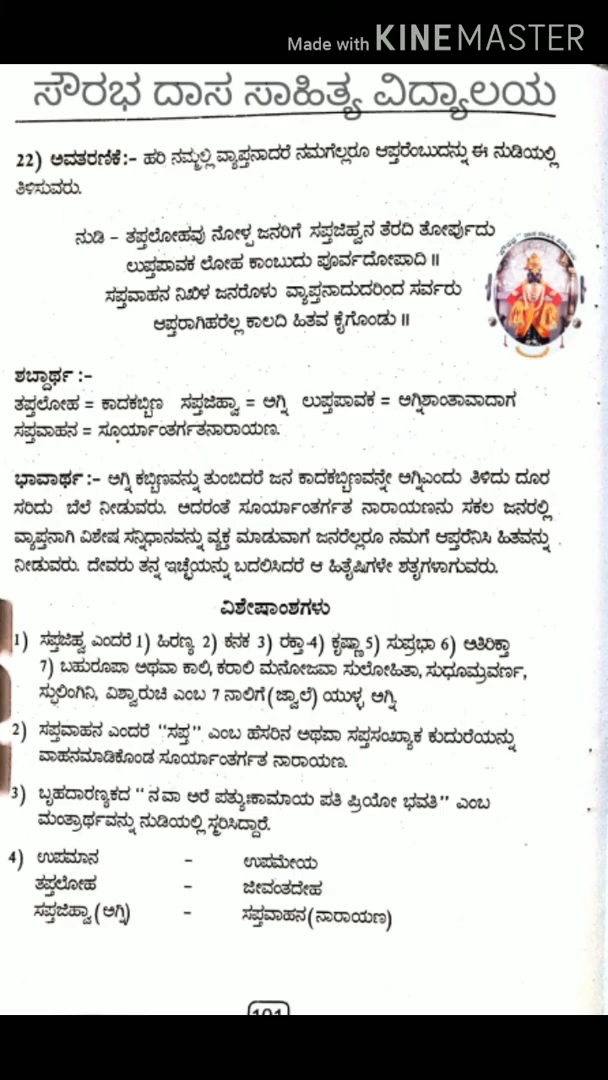 Made with KINEMASTER
ಸೌರಭ ದಾಸ ಸಾಹಿತ್ಯ ವಿದ್ಯಾಲಯ
22) ಅವತರಣಿಕೆ:- ಹರಿ ನಮ್ಮಲ್ಲಿ ವ್ಯಾಪ್ತನಾದರೆ ನಮಗೆಲ್ಲರೂ ಆಪ್ತರೆಂಬುದನ್ನು ಈ ನುಡಿಯಲ್ಲಿ
ತಿಳಿಸುವರು.
ನುಡಿ – ತಪ್ತಲೋಹವು ನೋಳ್ಪ ಜನರಿಗೆ ಸಪ್ತಜಿಹ್ವನ ತೆರದಿ ತೋರ್ಪುದು
ಲುಪ್ತಪಾವಕ ಲೋಹ ಕಾಂಬುದು ಪೂರ್ವದೋಪಾದಿ ॥
ಸಪ್ತವಾಹನ ನಿಖಿಳ ಜನರೊಳು ವ್ಯಾಪ್ತನಾದುದರಿಂದ ಸರ್ವರು
ಆಪ್ತರಾಗಿಹರೆಲ್ಲ ಕಾಲದಿ ಹಿತವ ಕೈಗೊಂಡು ॥
ಶಬ್ದಾರ್ಥ :-
ತಪ್ತಲೋಹ = ಕಾದಕಬ್ಬಿಣ ಸಪ್ತಜಿಹ್ವಾ = ಅಗ್ನಿ ಲುಪ್ತಪಾವಕ = ಅಗ್ನಿಶಾಂತಾವಾದಾಗ
ಸಪ್ತವಾಹನ = ಸೂರ್ಯಾಂತರ್ಗತನಾರಾಯಣ.
ಭಾವಾರ್ಥ :- ಅಗ್ನಿ ಕಬ್ಬಿಣವನ್ನು ತುಂಬಿದರೆ ಜನ ಕಾದಕಬ್ಬಿಣವನ್ನೇ ಅಗ್ನಿಎಂದು ತಿಳಿದು ದೂರ
ಸರಿದು ಬೆಲೆ ನೀಡುವರು. ಅದರಂತೆ ಸೂರ್ಯಾಂತರ್ಗತ ನಾರಾಯಣನು ಸಕಲ ಜನರಲ್ಲಿ
ವ್ಯಾಪ್ತನಾಗಿ ವಿಶೇಷ ಸನ್ನಿಧಾನವನ್ನು ವ್ಯಕ್ತ ಮಾಡುವಾಗ ಜನರೆಲ್ಲರೂ ನಮಗೆ ಆಪ್ತರೆನಿಸಿ ಹಿತವನ್ನು
ನೀಡುವರು. ದೇವರು ತನ್ನ ಇಚ್ಛೆಯನ್ನು ಬದಲಿಸಿದರೆ ಆ ಹಿತೈಷಿಗಳೇ ಶತೃಗಳಾಗುವರು.
ವಿಶೇಷಾಂಶಗಳು
1) ಸಪ್ತಜಿಹ್ವ ಎಂದರೆ 1) ಹಿರಣ್ಯ 2) ಕನಕ 3) ರಕ್ತಾ 4) ಕೃಷ್ಣಾ 5) ಸುಪ್ರಭಾ 6) ಅತಿರಿಕ್ತಾ
7) ಬಹುರೂಪಾ ಅಥವಾ ಕಾಲಿ, ಕರಾಲಿ ಮನೋಜವಾ ಸುಲೋಹಿತಾ, ಸುಧೂಮ್ರವರ್ಣ,
ಸ್ಫುಲಿಂಗಿನಿ, ವಿಶ್ವಾರುಚಿ ಎಂಬ 7 ನಾಲಿಗೆ(ಜ್ವಾಲೆ) ಯುಳ್ಳ ಅಗ್ನಿ
2) ಸಪ್ತವಾಹನ ಎಂದರೆ "ಸಪ್ತ" ಎಂಬ ಹೆಸರಿನ ಅಥವಾ ಸಪ್ತಸಂಖ್ಯಾಕ ಕುದುರೆಯನ್ನು
ವಾಹನಮಾಡಿಕೊಂಡ ಸೂರ್ಯಾಂತರ್ಗತ ನಾರಾಯಣ.
3) ಬೃಹದಾರಣ್ಯಕದ " ನವಾ ಅರೆ ಪತ್ಯುಃಕಾಮಾಯ ಪತಿ ಪ್ರಿಯೋ ಭವತಿ" ಎಂಬ
ಮಂತ್ರಾರ್ಥವನ್ನು ನುಡಿಯಲ್ಲಿ ಸ್ಮರಿಸಿದ್ದಾರೆ.
4) ಉಪಮಾನ – ಉಪಮೇಯ
ತಪ್ತಲೋಹ – ಜೀವಂತದೇಹ
ಸಪ್ತಜಿಹ್ವಾ (ಅಗ್ನಿ) – ಸಪ್ತವಾಹನ(ನಾರಾಯಣ)